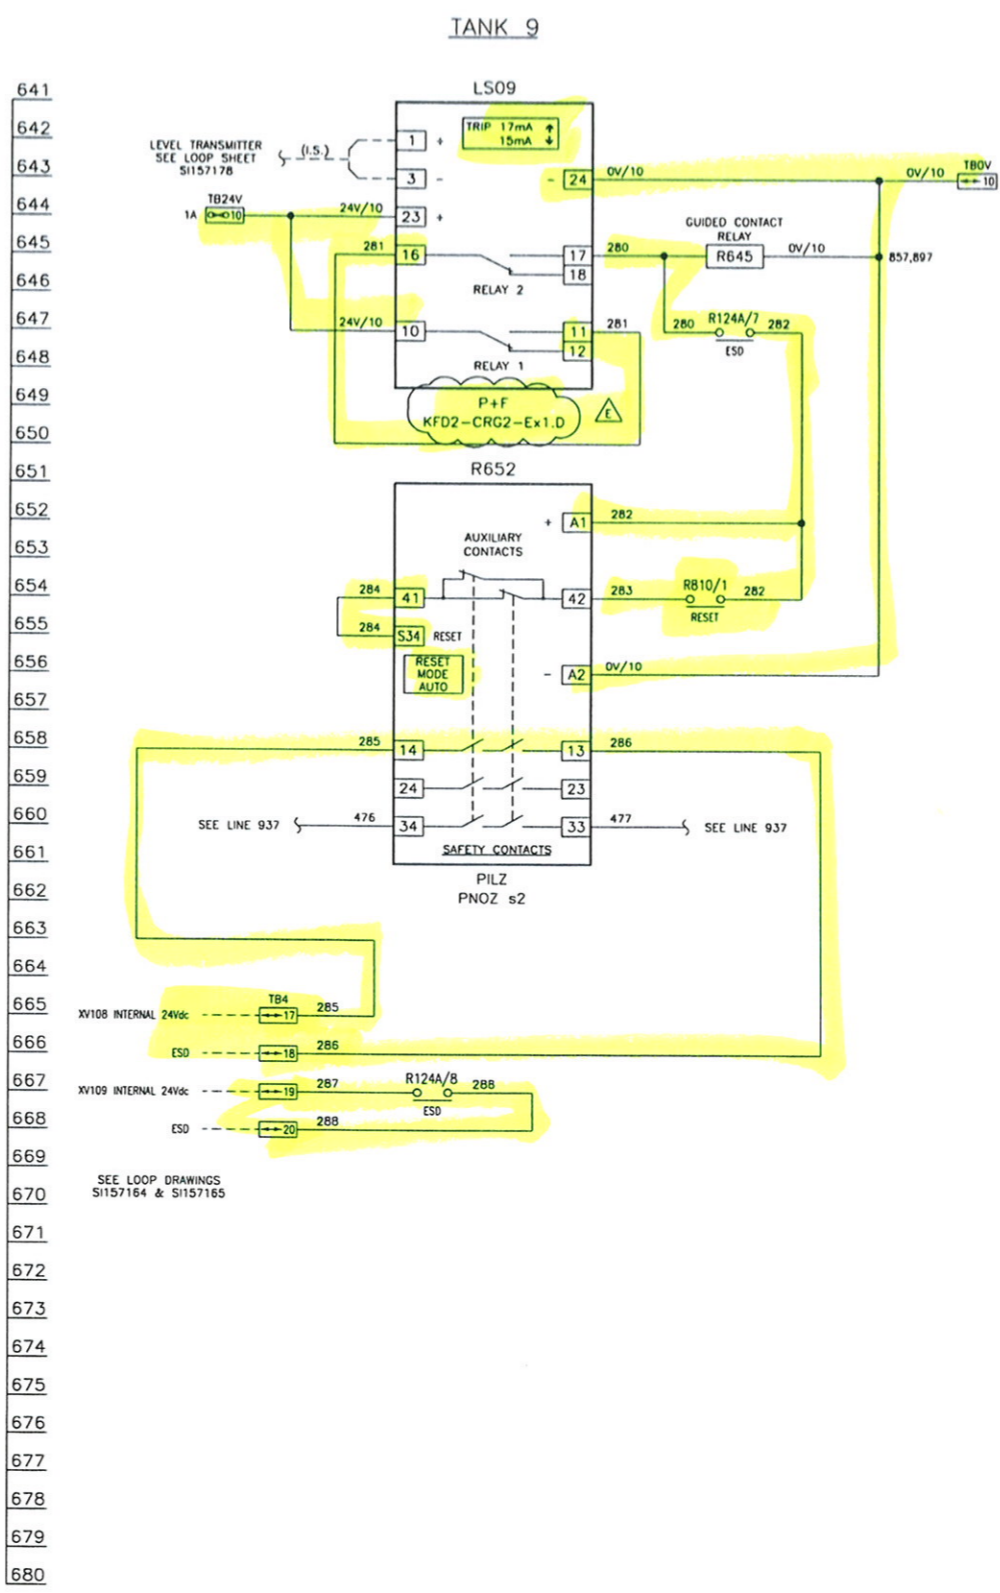 TANK 9
641
642
643
644
645
646
647
648
649
650
651
652
653
654
655
656
657
658
659
660
661
662
663
664
665
666
667
668
669
670
671
672
673
674
675
676
677
678
679
680
LS09
TRIP 17mA
15mA
LEVEL TRANSMITTER
SEE LOOP SHEET
SI157178
(I.S.)
1 +
3 -
- 24
0V/10
0V/10
TB0V
10
TB24V
1A 10
24V/10
23 +
GUIDED CONTACT
RELAY
281
16
17
18
280
R645
0V/10
857,897
RELAY 2
24V/10
10
11
12
281
280
R124A/7
282
ESD
RELAY 1
P+F
KFD2-CRG2-Ex1.D
E
R652
+ A1
282
AUXILIARY
CONTACTS
284
41
42
283
R810/1
282
RESET
284
S34 RESET
RESET
MODE
AUTO
- A2
0V/10
285
14
13
286
24
23
SEE LINE 937
476
34
33
477
SEE LINE 937
SAFETY CONTACTS
PILZ
PNOZ s2
TB4
XV108 INTERNAL 24Vdc
17
285
ESD
18
286
XV109 INTERNAL 24Vdc
19
287
R124A/8
288
ESD
ESD
20
288
SEE LOOP DRAWINGS
SI157164 & SI157165